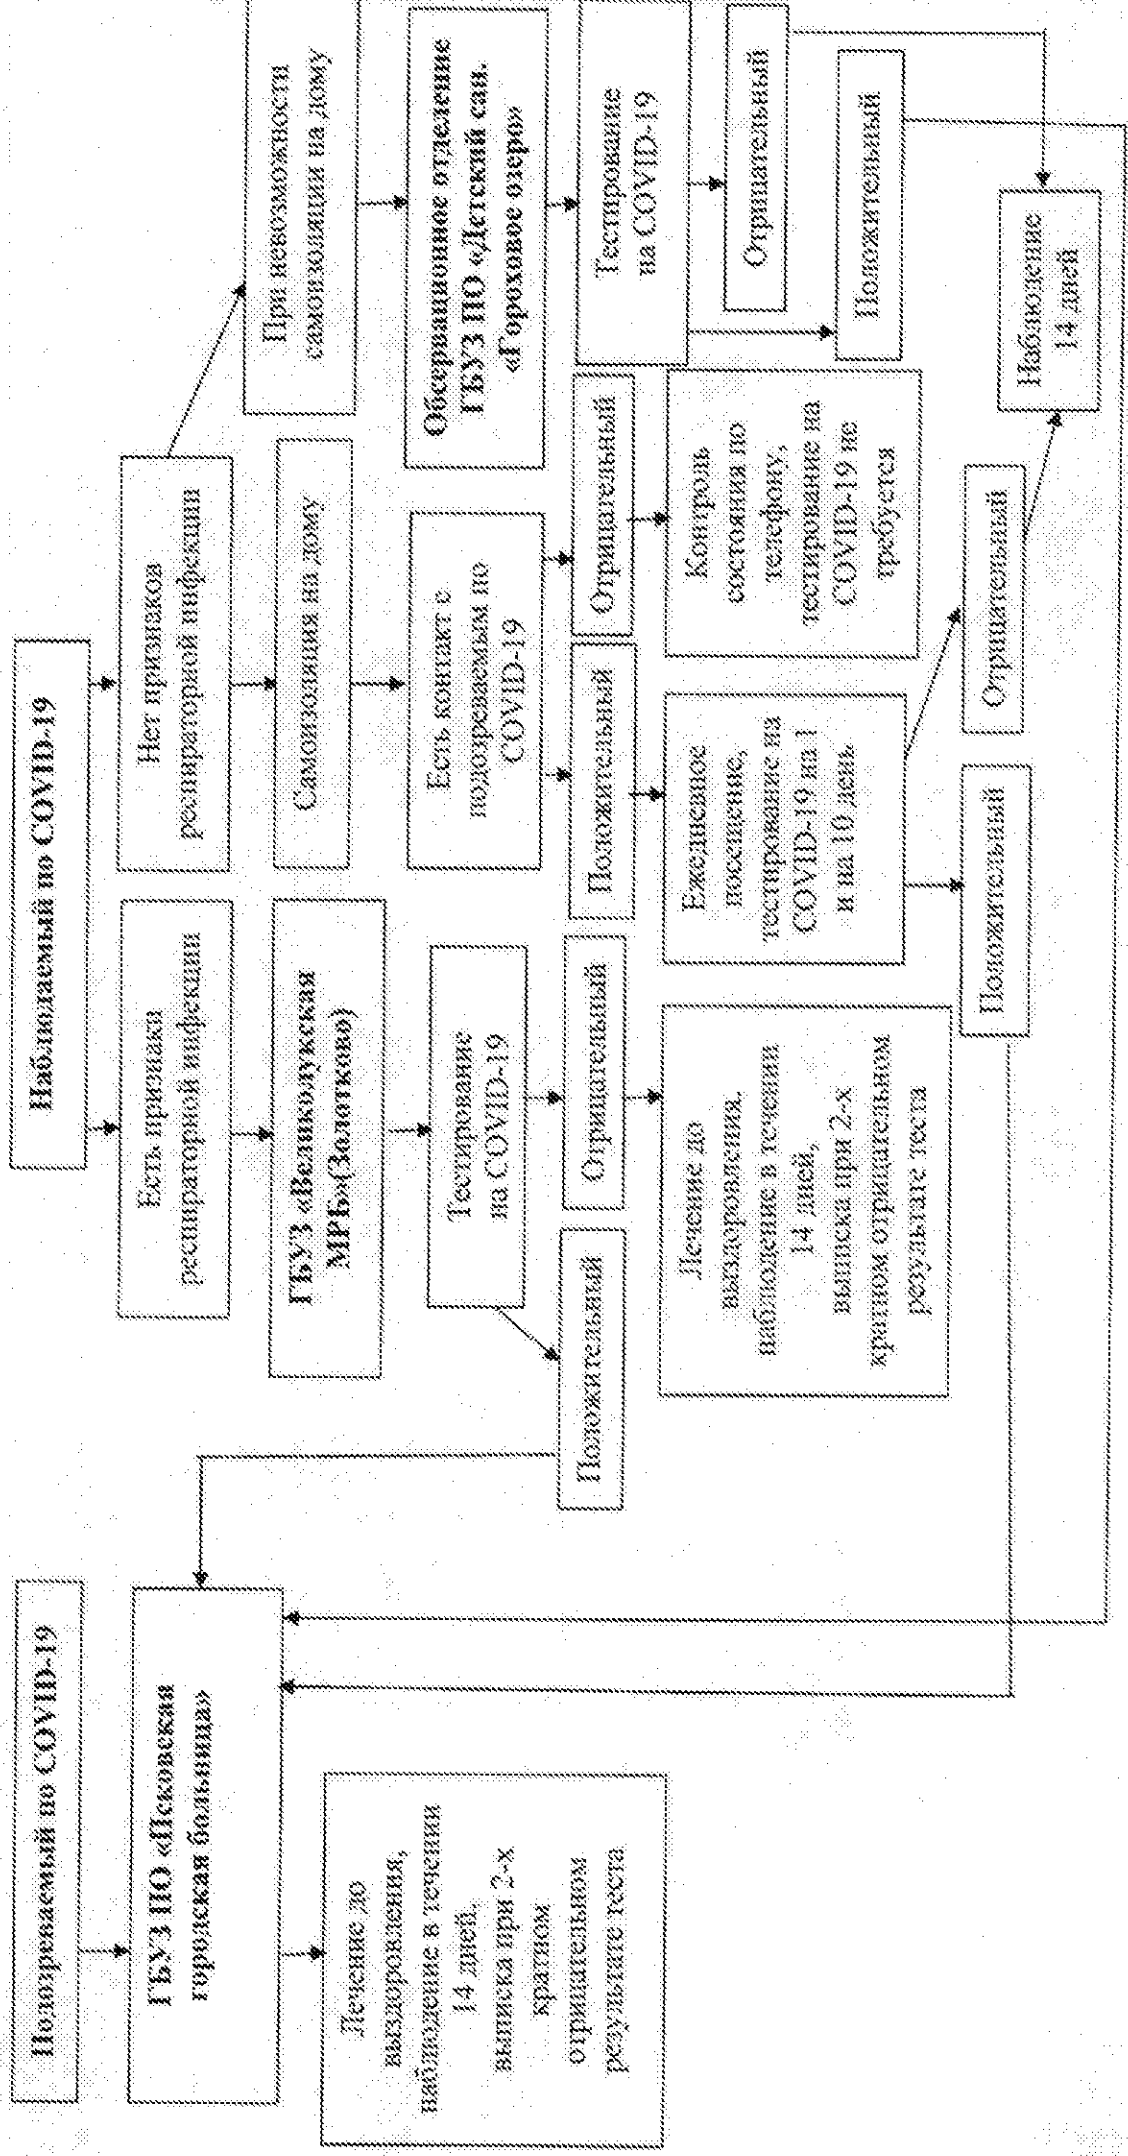 Подозреваемый по COVID-19
ГБУЗ ПО «Псковская
городская больница»
Лечение до
выздоровления,
наблюдение в течении
14 дней,
выписка при 2-х
кратном
отрицательном
результате теста
Наблюдаемый по COVID-19
Есть признаки
респираторной инфекции
ГБУЗ «Великолукская
МРБ»(Золотково)
Тестирование
на COVID-19
Положительный
Отрицательный
Лечение до
выздоровления,
наблюдение в течении
14 дней,
выписка при 2-х
кратном отрицательном
результате теста
Нет признаков
респираторной инфекции
Самоизоляция на дому
Есть контакт с
подозреваемым по
COVID-19
Положительный
Отрицательный
Ежедневное
посещение,
тестирование на
COVID-19 на 1
и на 10 день
Контроль
состояния по
телефону,
тестирование на
COVID-19 не
требуется
Положительный
Отрицательный
При невозможности
самоизоляции на дому
Обсервационное отделение
ГБУЗ ПО «Детский сан.
«Гороховое озеро»
Тестирование
на COVID-19
Отрицательный
Положительный
Наблюдение
14 дней